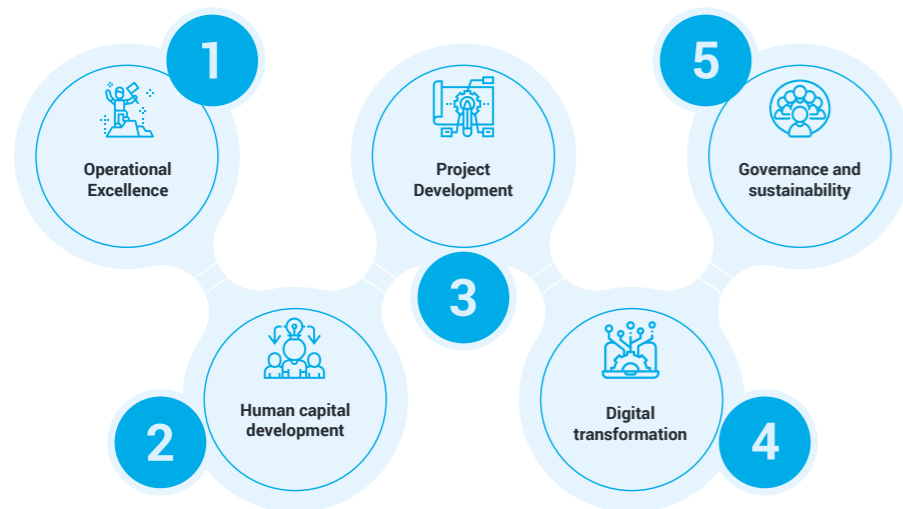 1
Operational
Excellence
2
Human capital
development
3
Project
Development
4
Digital
transformation
5
Governance and
sustainability